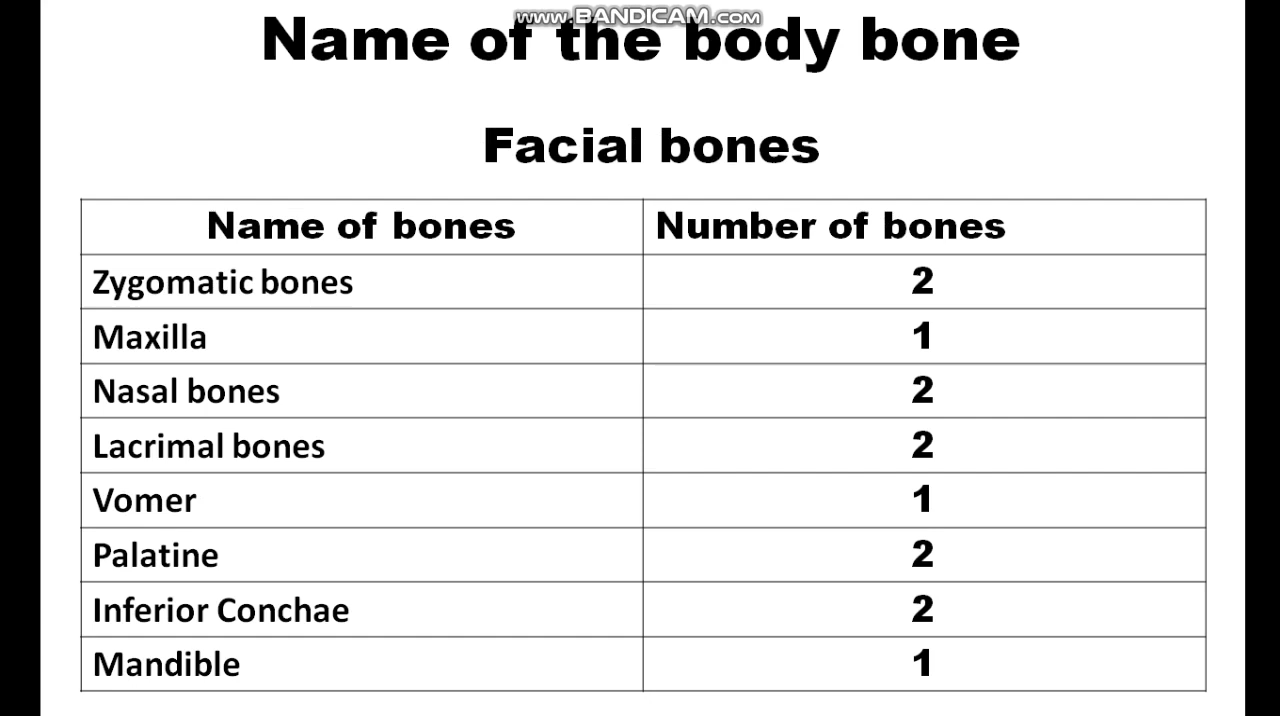 www.BANDICAM.com
Name of the body bone
Facial bones
Name of bones Number of bones
Zygomatic bones 2
Maxilla 1
Nasal bones 2
Lacrimal bones 2
Vomer 1
Palatine 2
Inferior Conchae 2
Mandible 1